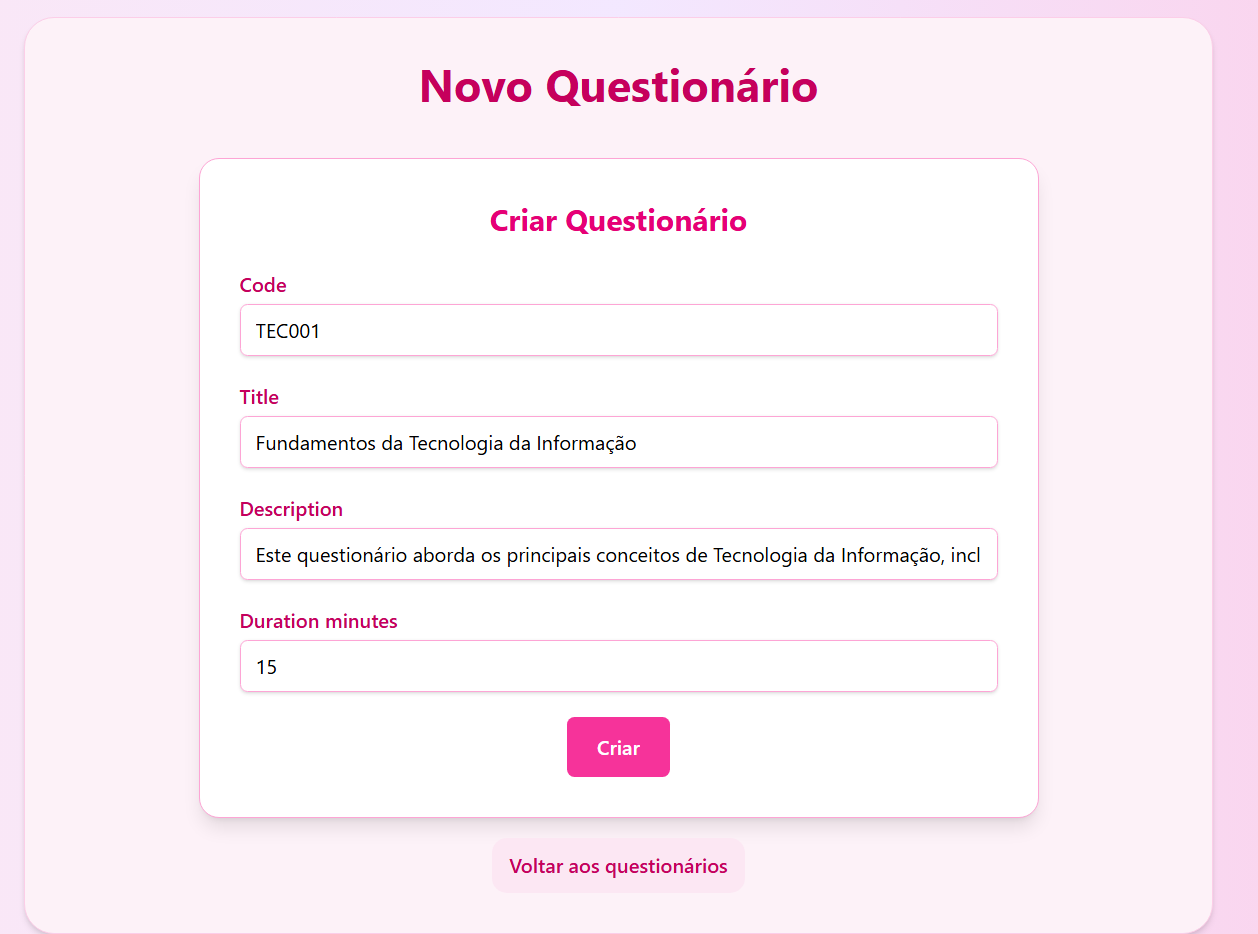 Novo Questionário
Criar Questionário
Code
TEC001
Title
Fundamentos da Tecnologia da Informação
Description
Este questionário aborda os principais conceitos de Tecnologia da Informação, incl
Duration minutes
15
Criar
Voltar aos questionários